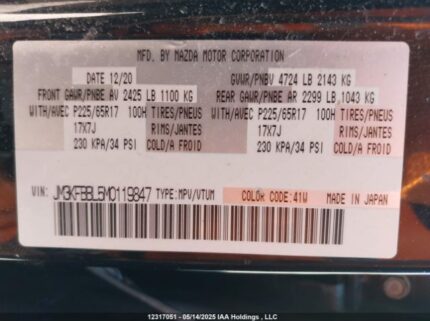 MFD. BY MAZDA MOTOR CORPORATION
DATE 12/20 GVWR/PNBV 4724 LB 2143 KG
FRONT GAWR/PNBE AV 2425 LB 1100 KG REAR GAWR/PNBE AR 2299 LB 1043 KG
WITH/AVEC P225/65R17 100H TIRES/PNEUS WITH/AVEC P225/65R17 100H TIRES/PNEUS
17X7J RIMS/JANTES 17X7J RIMS/JANTES
230 KPA/34 PSI COLD/A FROID 230 KPA/34 PSI COLD/A FROID
VIN: JM3KFBBL5M0119847 TYPE:MPV/VTUM COLOR CODE:41W MADE IN JAPAN
12317051 - 05/14/2025 IAA Holdings , LLC